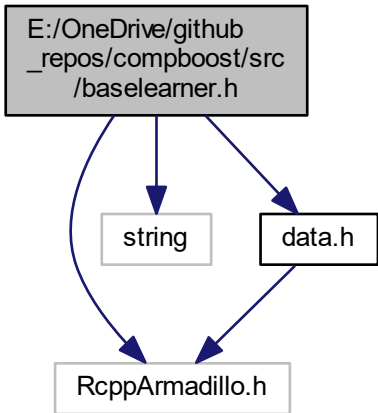 E:/OneDrive/github
_repos/compboost/src
/baselearner.h
string
data.h
RcppArmadillo.h